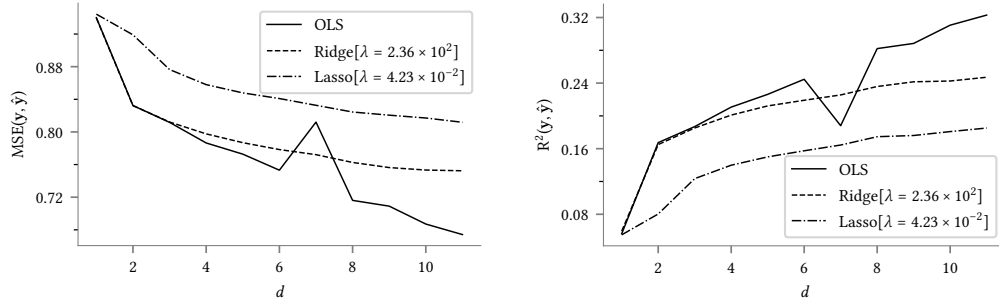 OLS
Ridge[λ = 2.36 × 10²]
Lasso[λ = 4.23 × 10⁻²]
0.88
0.80
0.72
MSE(y, ŷ)
2 4 6 8 10
d
0.32
0.24
0.16
0.08
R²(y, ŷ)
OLS
Ridge[λ = 2.36 × 10²]
Lasso[λ = 4.23 × 10⁻²]
2 4 6 8 10
d